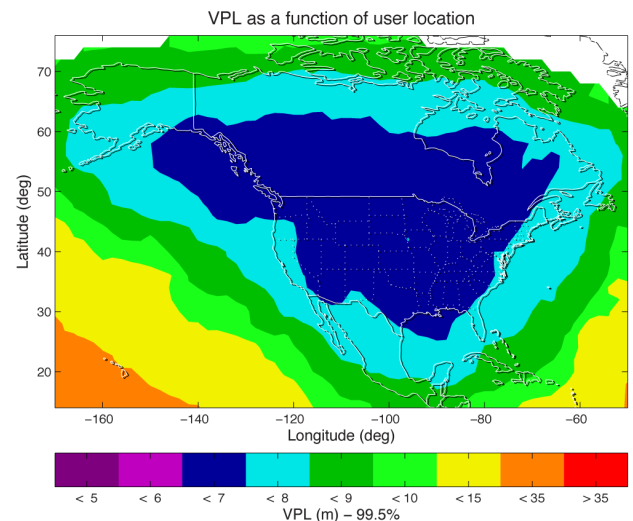 VPL as a function of user location
70
60
50
40
30
20
Latitude (deg)
−160 −140 −120 −100 −80 −60
Longitude (deg)
< 5 < 6 < 7 < 8 < 9 < 10 < 15 < 35 > 35
VPL (m) − 99.5%